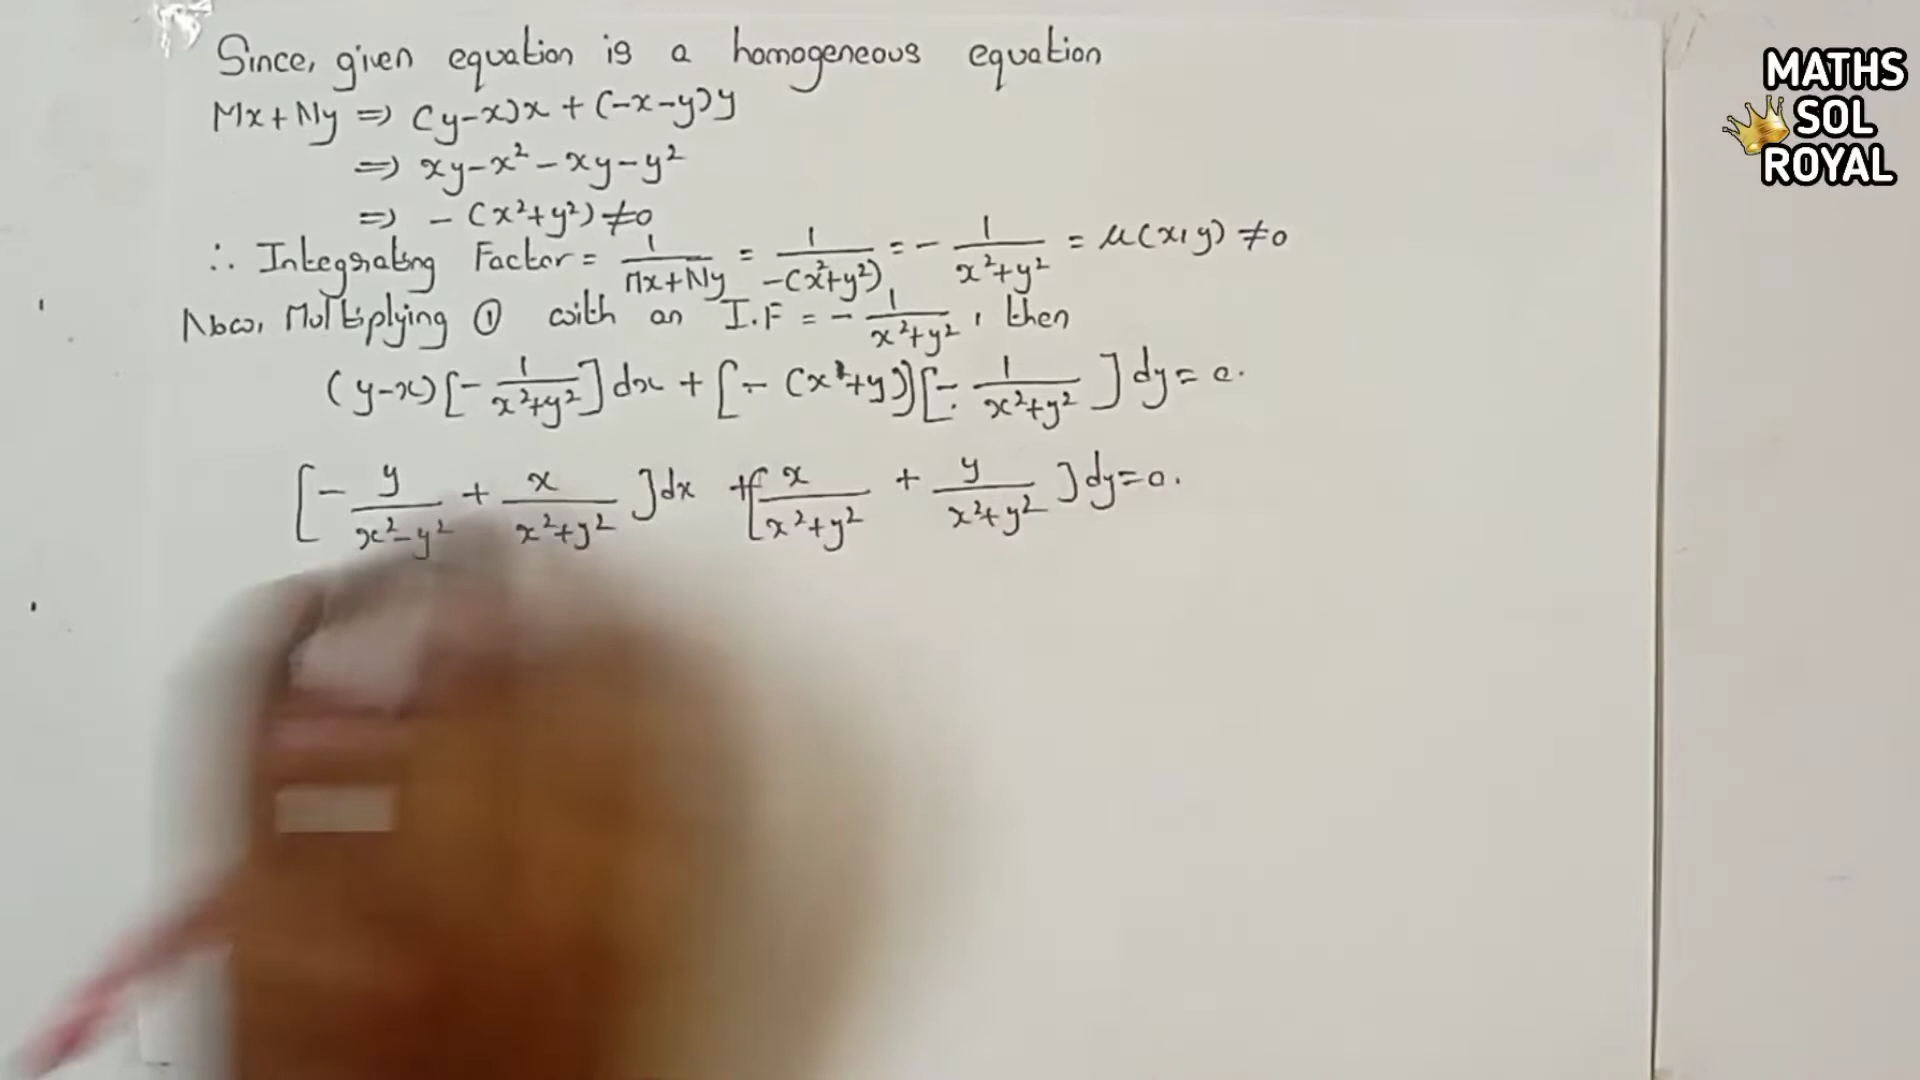 Since, given equation is a homogeneous equation
Mx+Ny ⇒ (y-x)x + (-x-y)y
⇒ xy-x² - xy-y²
⇒ - (x²+y²) ≠0
∴ Integrating Factor = 1/(Mx+Ny) = 1/(-(x²+y²)) = - 1/(x²+y²) = μ(x,y) ≠0
Now, Multiplying ① with an I.F = - 1/(x²+y²), then
(y-x)[- 1/(x²+y²)] dx + [- (x+y)][- 1/(x²+y²)] dy = 0.
[- y/(x²-y²) + x/(x²+y²)] dx + [x/(x²+y²) + y/(x²+y²)] dy=0.
MATHS
SOL
ROYAL